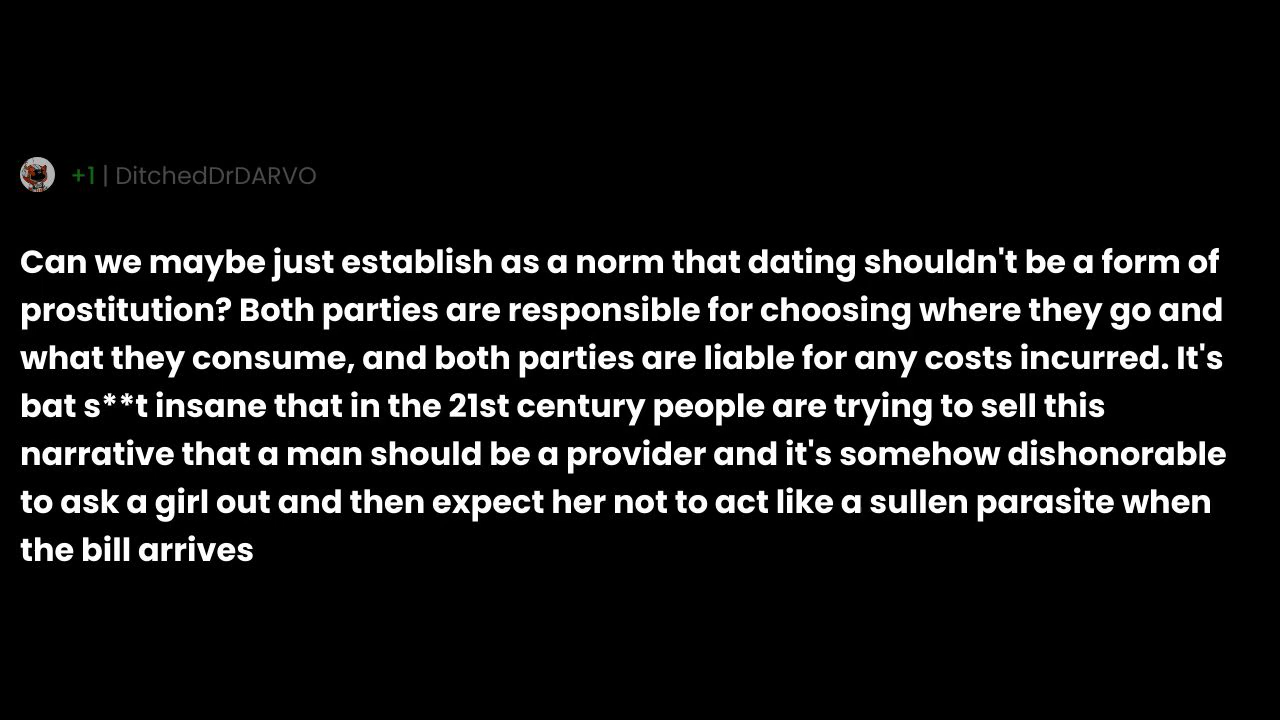 +1 | DitchedDrDARVO
Can we maybe just establish as a norm that dating shouldn't be a form of
prostitution? Both parties are responsible for choosing where they go and
what they consume, and both parties are liable for any costs incurred. It's
bat s**t insane that in the 21st century people are trying to sell this
narrative that a man should be a provider and it's somehow dishonorable
to ask a girl out and then expect her not to act like a sullen parasite when
the bill arrives